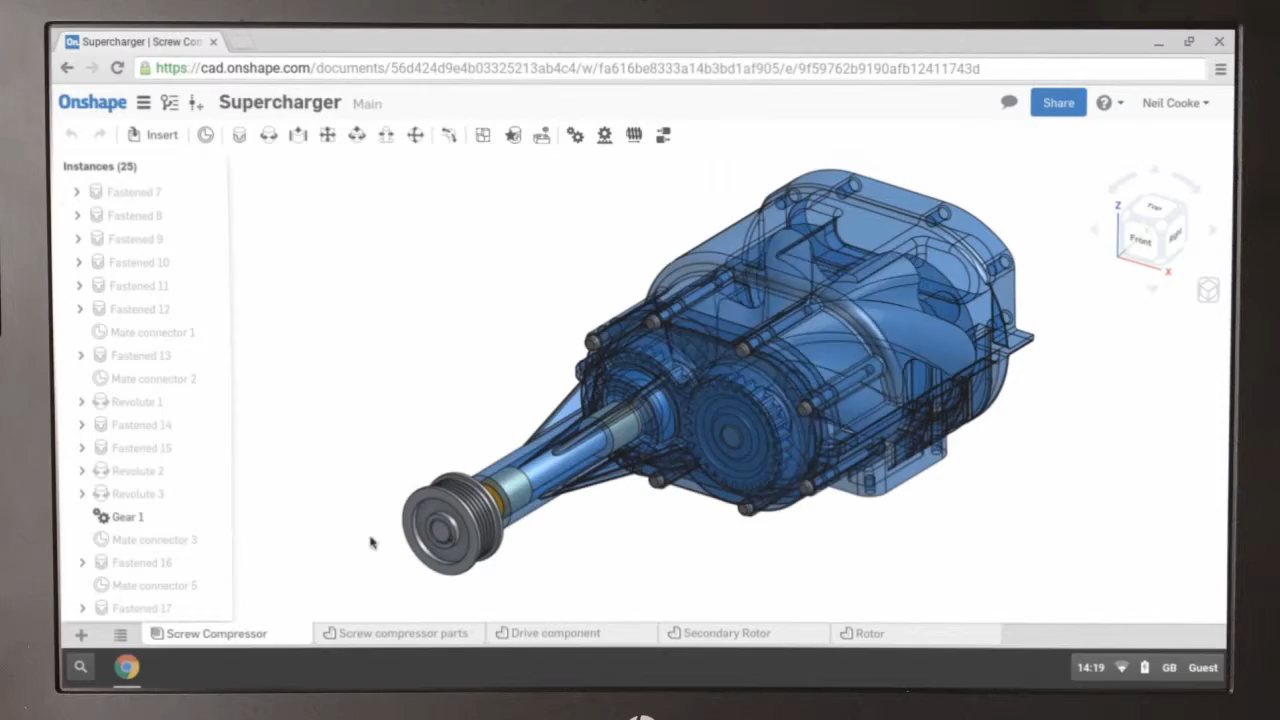 On Supercharger | Screw Con
https://cad.onshape.com/documents/56d424d9e4b03325213ab4c4/w/fa616be8333a14b3bd1af905/e/9f59762b9190afb12411743d
Onshape Supercharger Main Share ? Neil Cooke
Insert
Instances (25)
Fastened 7
Fastened 8
Fastened 9
Fastened 10
Fastened 11
Fastened 12
Mate connector 1
Fastened 13
Mate connector 2
Revolute 1
Fastened 14
Fastened 15
Revolute 2
Revolute 3
Gear 1
Mate connector 3
Fastened 16
Mate connector 5
Fastened 17
Top
Z
Front
Right
X
Screw Compressor Screw compressor parts Drive component Secondary Rotor Rotor
14:19 GB Guest